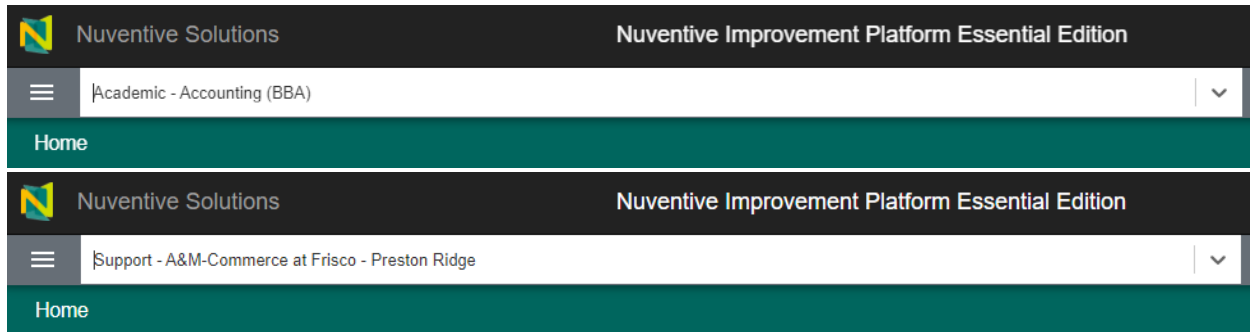 Nuventive Solutions Nuventive Improvement Platform Essential Edition
Academic - Accounting (BBA)
Home
Nuventive Solutions Nuventive Improvement Platform Essential Edition
Support - A&M-Commerce at Frisco - Preston Ridge
Home